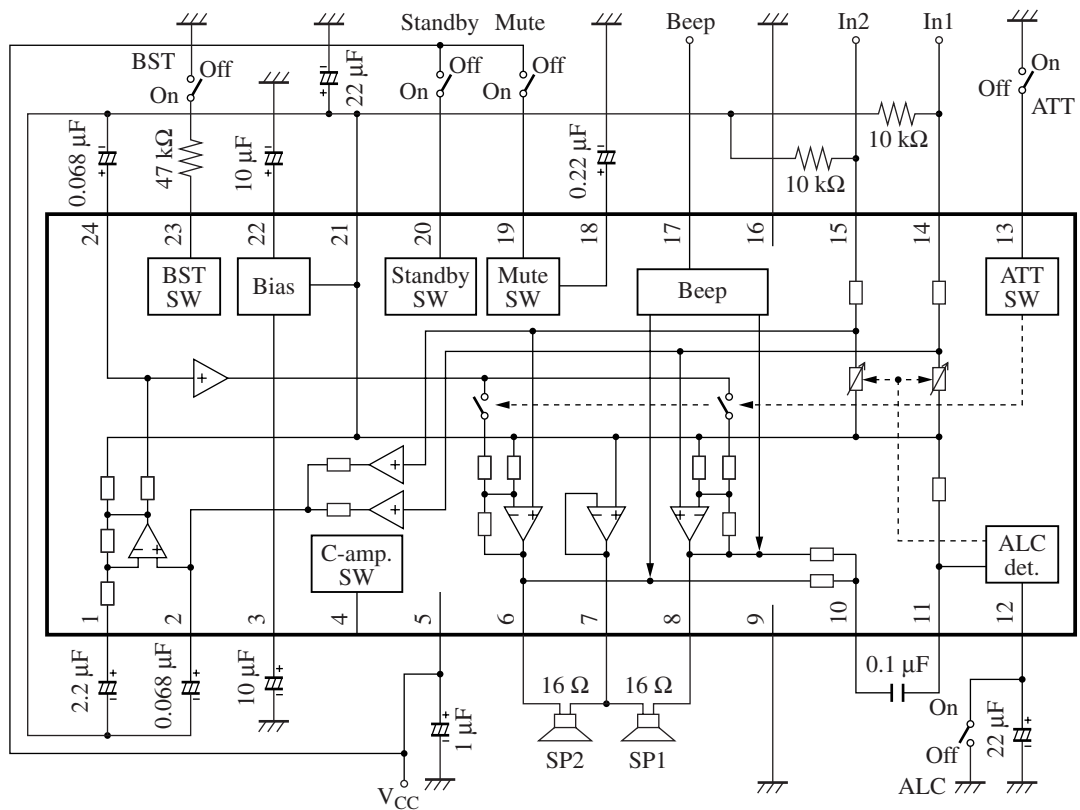 Standby Mute Beep In2 In1
BST Off
On
22 µF
Off
On
Off
On
On
Off
ATT
0.068 µF
47 kΩ
10 µF
0.22 µF
10 kΩ
10 kΩ
24 23 22 21 20 19 18 17 16 15 14 13
BST
SW
Bias
Standby
SW
Mute
SW
Beep
ATT
SW
C-amp.
SW
ALC
det.
1 2 3 4 5 6 7 8 9 10 11 12
2.2 µF
0.068 µF
10 µF
1 µF
16 Ω
16 Ω
SP2
SP1
0.1 µF
On
Off
ALC
22 µF
VCC